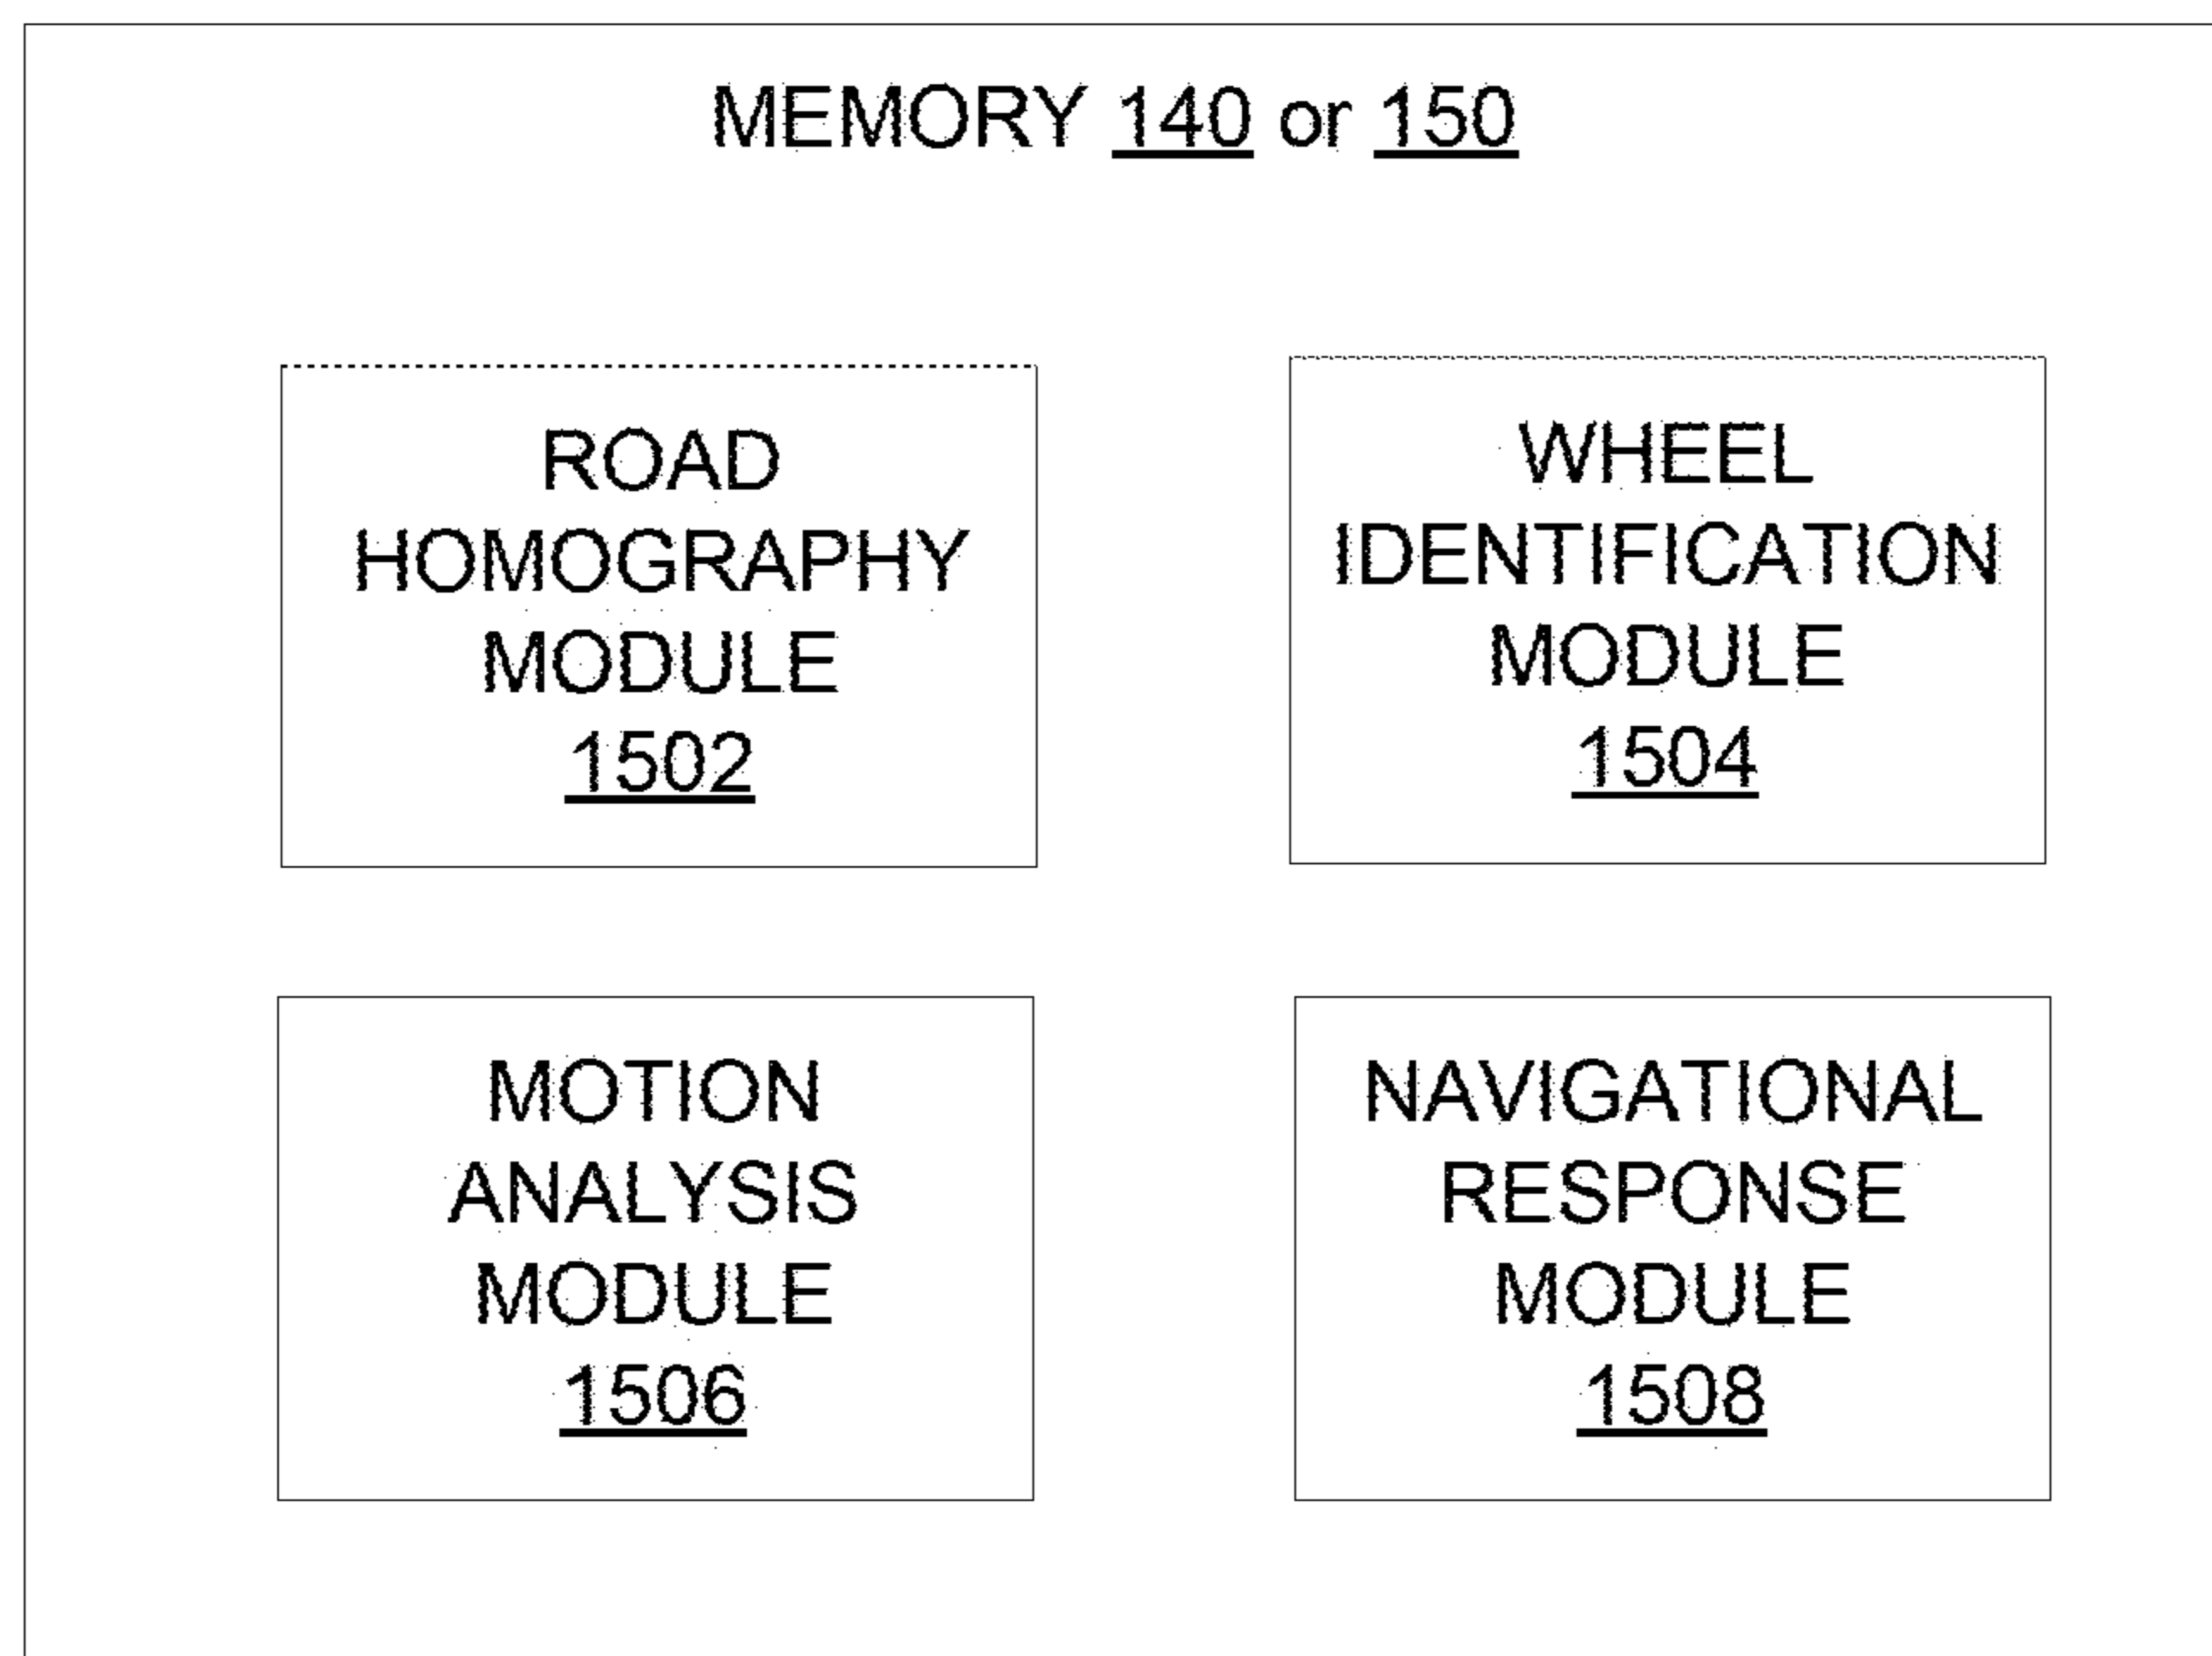 MEMORY 140 or 150
ROAD
HOMOGRAPHY
MODULE
1502
WHEEL
IDENTIFICATION
MODULE
1504
MOTION
ANALYSIS
MODULE
1506
NAVIGATIONAL
RESPONSE
MODULE
1508